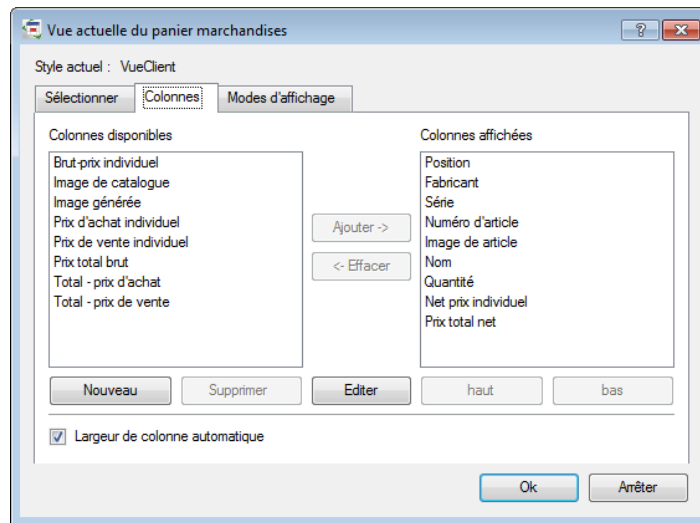 Vue actuelle du panier marchandises
Style actuel : VueClient
Sélectionner Colonnes Modes d'affichage
Colonnes disponibles
Brut-prix individuel
Image de catalogue
Image générée
Prix d'achat individuel
Prix de vente individuel
Prix total brut
Total - prix d'achat
Total - prix de vente
Ajouter ->
<- Effacer
Colonnes affichées
Position
Fabricant
Série
Numéro d'article
Image de article
Nom
Quantité
Net prix individuel
Prix total net
Nouveau Supprimer Editer haut bas
Largeur de colonne automatique
Ok Arrêter